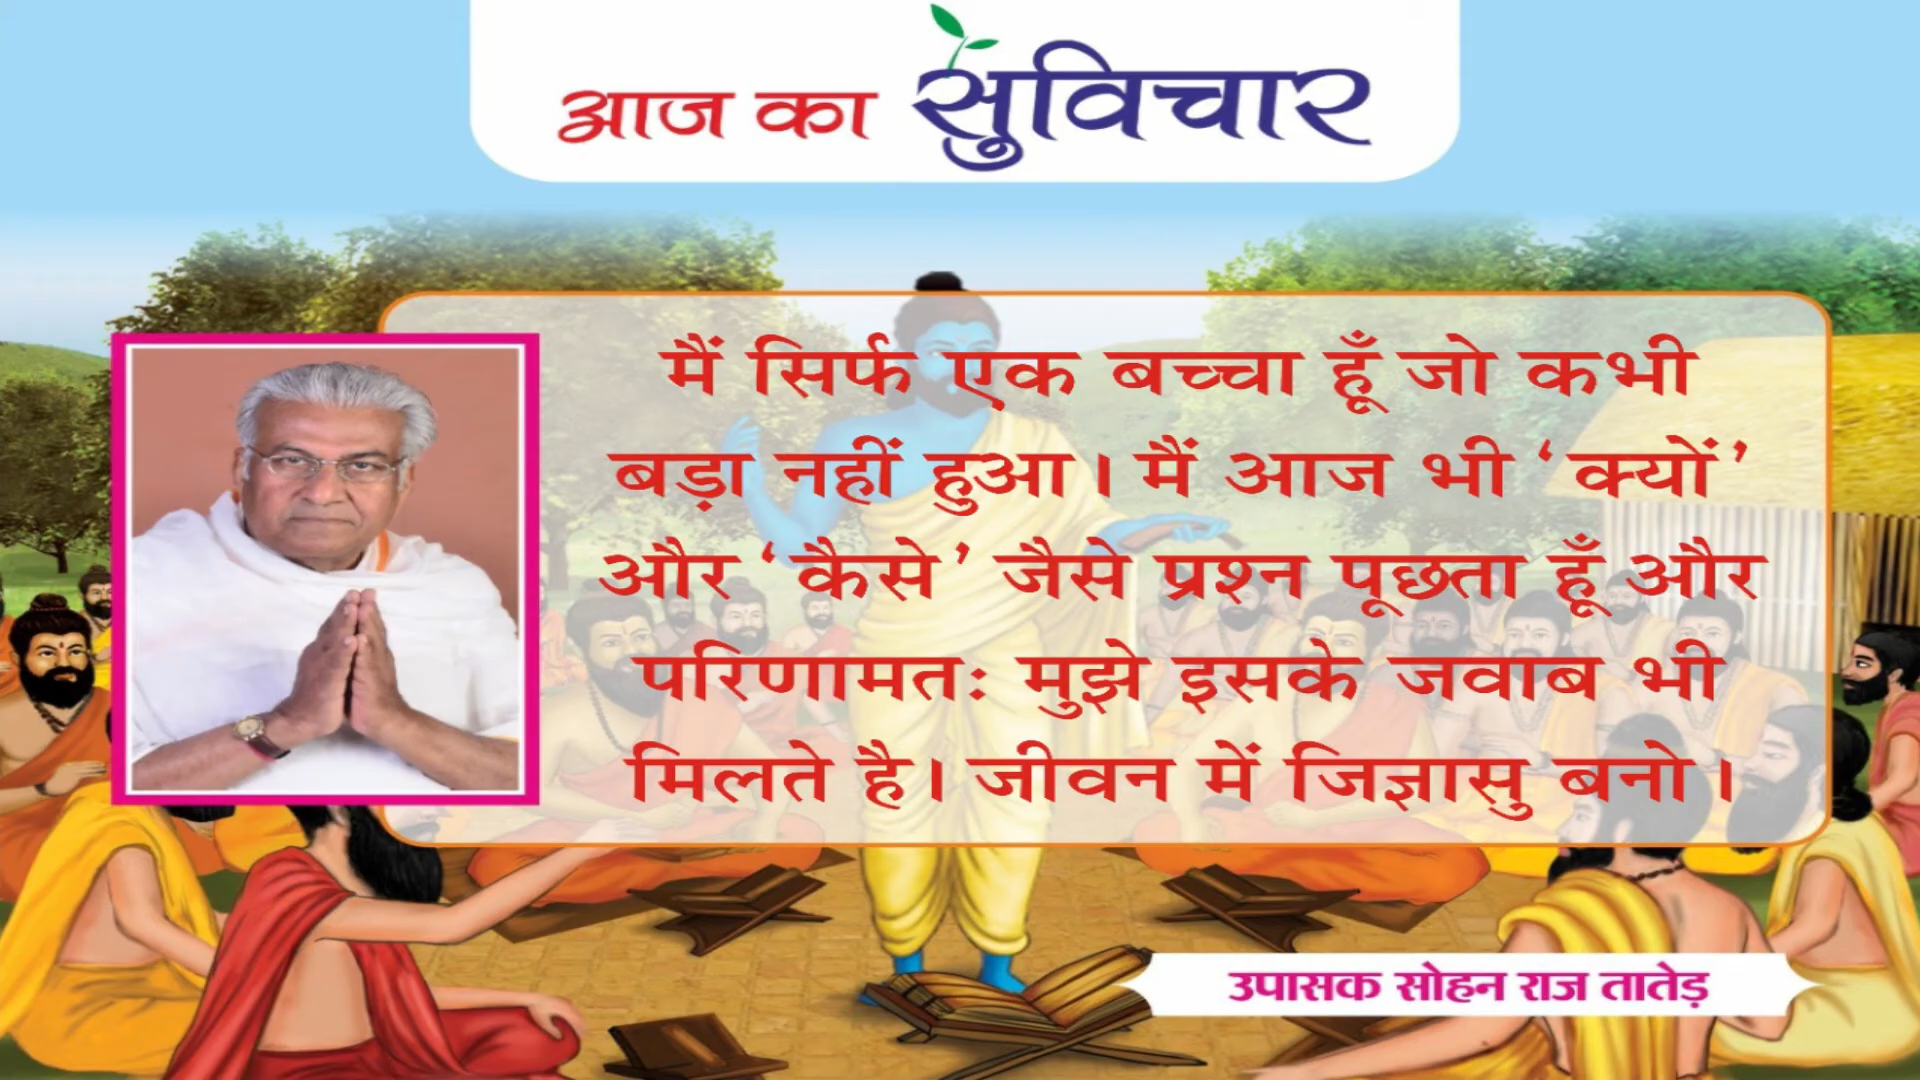 आज का सुविचार
मैं सिर्फ एक बच्चा हूँ जो कभी
बड़ा नहीं हुआ। मैं आज भी ‘क्यों’
और ‘कैसे’ जैसे प्रश्न पूछता हूँ और
परिणामतः मुझे इसके जवाब भी
मिलते है। जीवन में जिज्ञासु बनो।
उपासक सोहन राज तातेड़